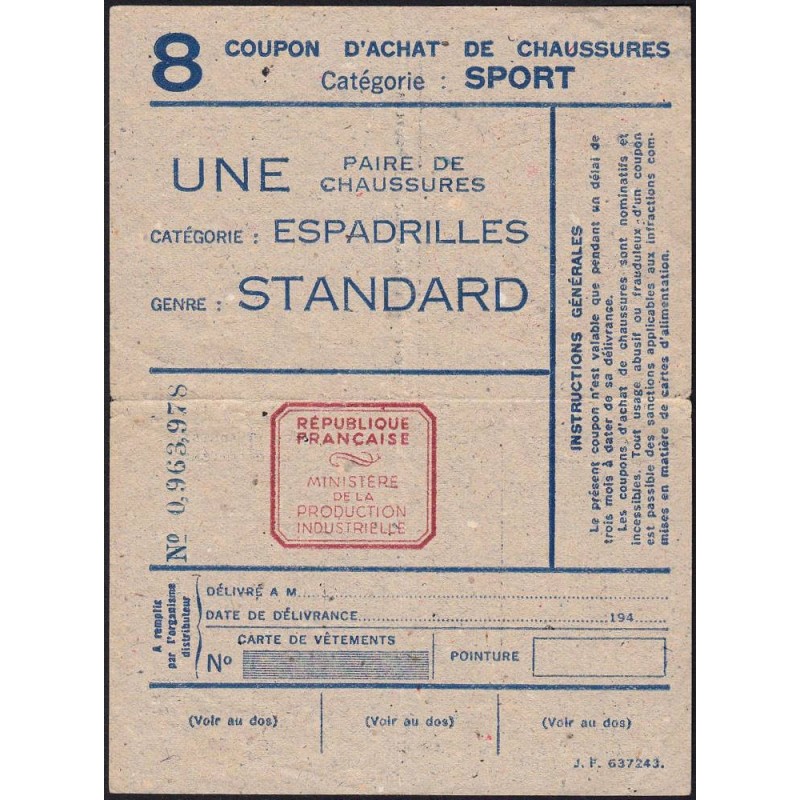 8 COUPON D'ACHAT DE CHAUSSURES
Catégorie : SPORT
UNE PAIRE DE CHAUSSURES
CATÉGORIE : ESPADRILLES
GENRE : STANDARD
INSTRUCTIONS GÉNÉRALES
Le présent coupon n'est valable que pendant un délai de
trois mois à dater de sa délivrance.
Les coupons d'achat de chaussures sont nominatifs et
incessibles. Tout usage abusif ou frauduleux d'un coupon
est passible des sanctions applicables aux infractions com-
mises en matière de cartes d'alimentation.
Nº 0,963,978
RÉPUBLIQUE
FRANÇAISE
MINISTÈRE
DE LA
PRODUCTION
INDUSTRIELLE
A remplir
par l'organisme
distributeur
DÉLIVRÉ A M
DATE DE DÉLIVRANCE 194
CARTE DE VÊTEMENTS
Nº
POINTURE
(Voir au dos) (Voir au dos) (Voir au dos)
J. F. 637243.